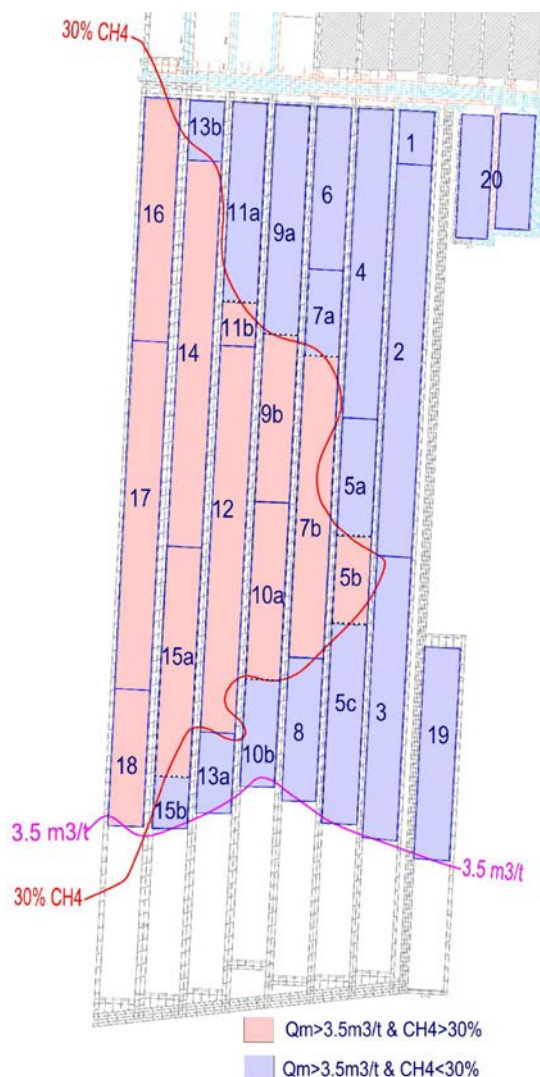 30% CH4
13b
1
16
11a
9a
6
20
4
7a
11b
14
2
9b
5a
17
12
7b
5b
10a
15a
5c
3
8
19
18
10b
13a
15b
3.5 m3/t
3.5 m3/t
30% CH4
Qm>3.5m3/t & CH4>30%
Qm>3.5m3/t & CH4<30%